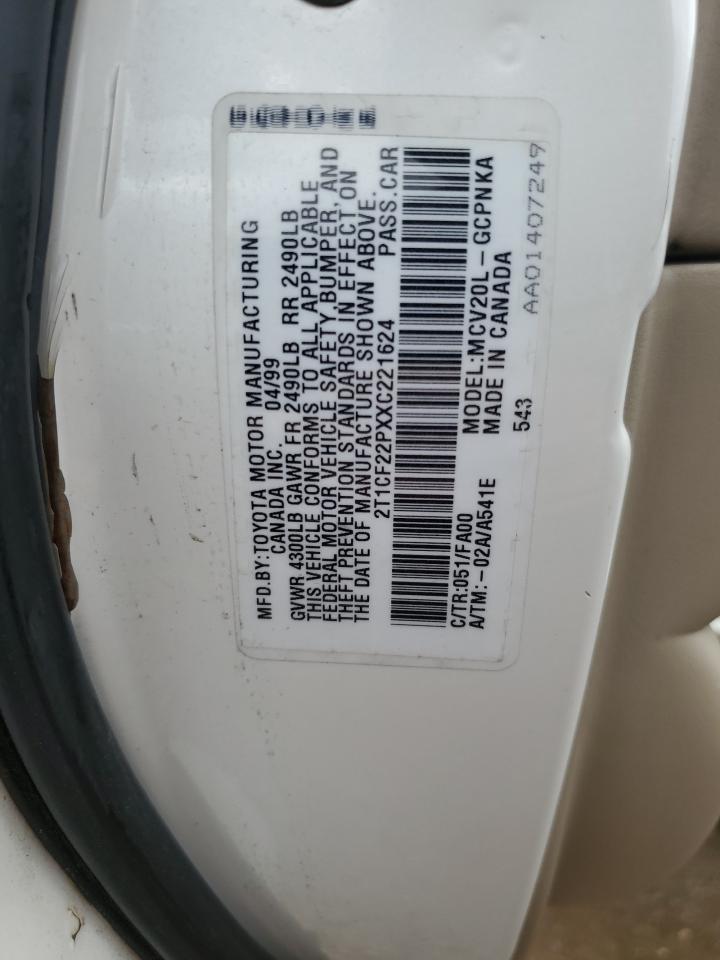 MFD.BY:TOYOTA MOTOR MANUFACTURING
CANADA INC. 04/99
GVWR 4300LB GAWR FR 2490LB RR 2490LB
THIS VEHICLE CONFORMS TO ALL APPLICABLE
FEDERAL MOTOR VEHICLE SAFETY BUMPER, AND
THEFT PREVENTION STANDARDS IN EFFECT ON
THE DATE OF MANUFACTURE SHOWN ABOVE.
2T1CF22PXXC221624 PASS.CAR
C/TR:051/FA00 MODEL:MCV20L-GCPNKA
A/TM:-02A/A541E MADE IN CANADA
543
AA01407249